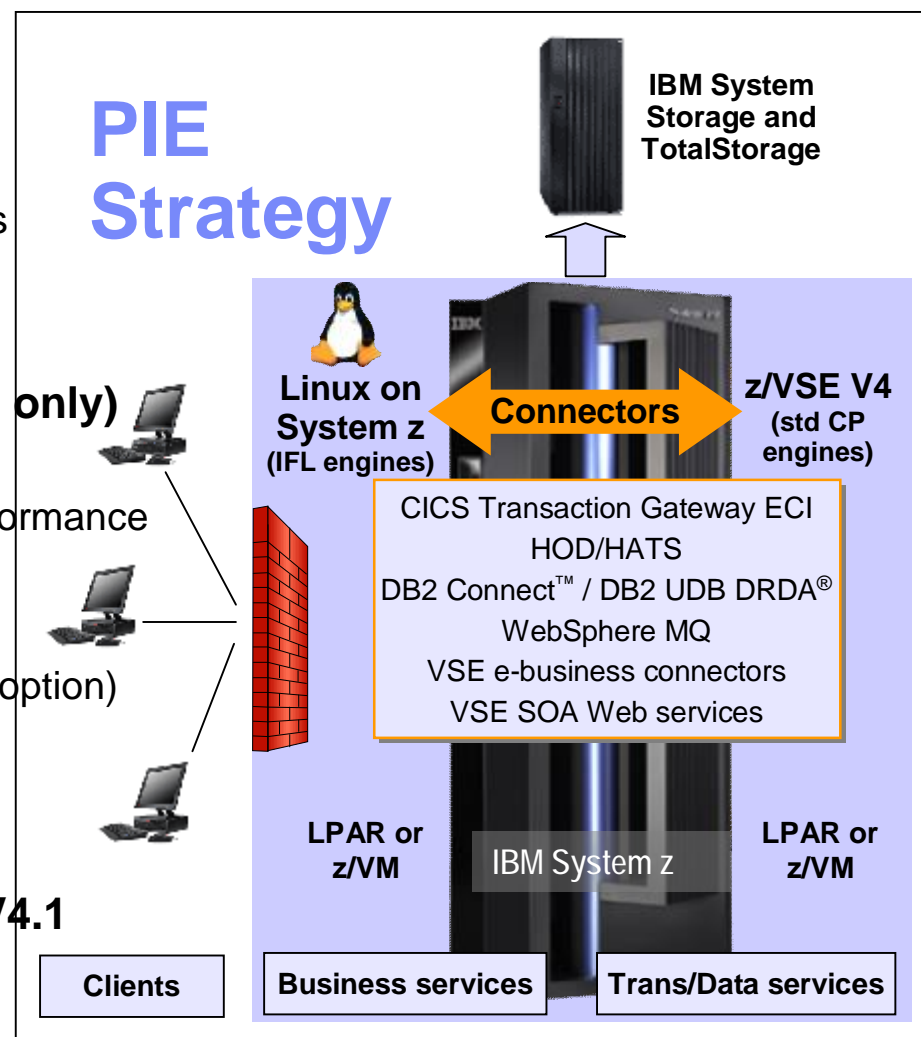 PIE
Strategy
IBM System
Storage and
TotalStorage
s
only)
ormance
option)
V4.1
IBM
Linux on
System z
(IFL engines)
Connectors
z/VSE V4
(std CP
engines)
CICS Transaction Gateway ECI
HOD/HATS
DB2 Connect™ / DB2 UDB DRDA®
WebSphere MQ
VSE e-business connectors
VSE SOA Web services
LPAR or
z/VM
IBM System z
LPAR or
z/VM
Clients
Business services
Trans/Data services